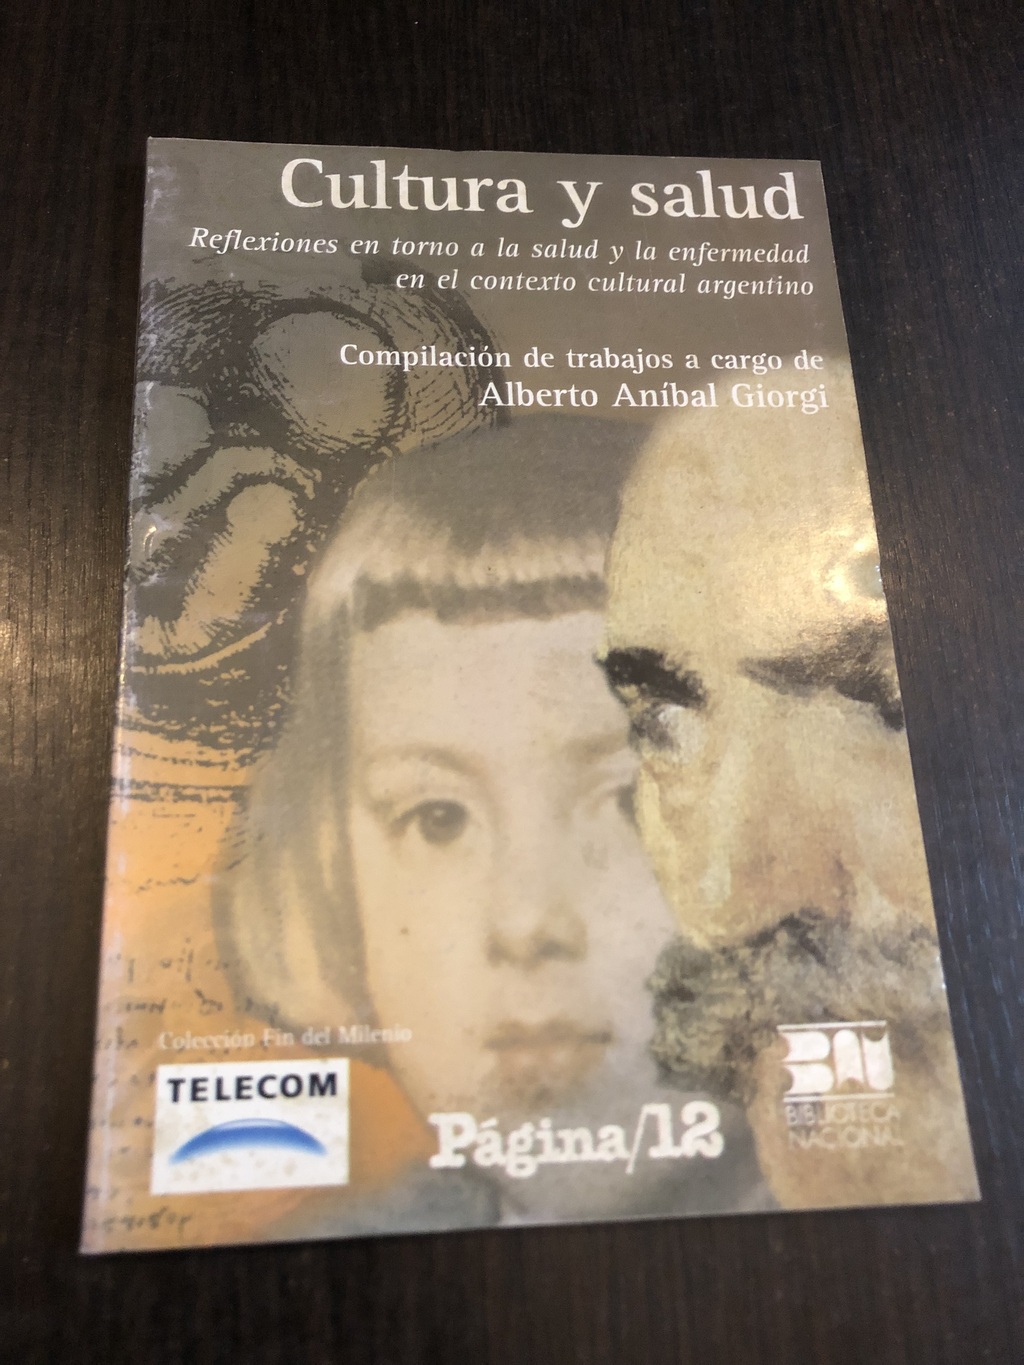 Cultura y salud
Reflexiones en torno a la salud y la enfermedad
en el contexto cultural argentino
Compilación de trabajos a cargo de
Alberto Aníbal Giorgi
Colección Fin del Milenio
TELECOM
Página/12
BN
BIBLIOTECA
NACIONAL